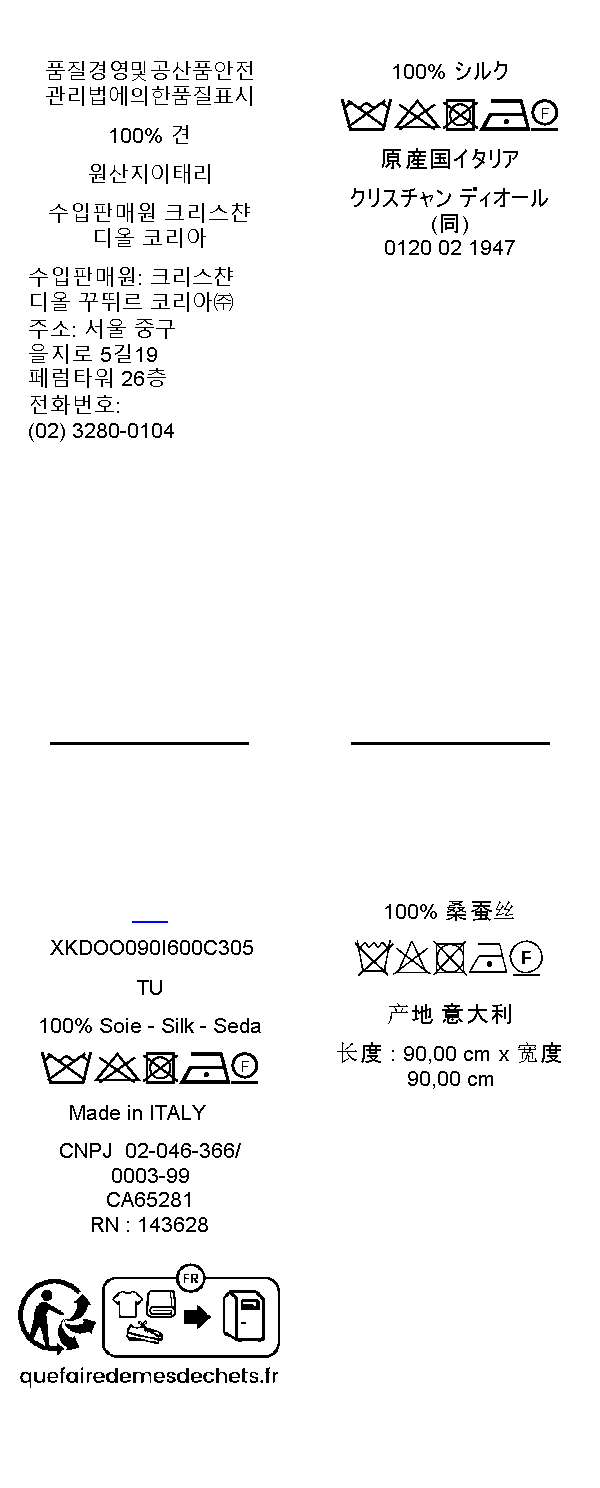 품질경영및공산품안전
관리법에의한품질표시
100% 견
원산지이태리
수입판매원 크리스챤
디올 코리아
수입판매원: 크리스챤
디올 꾸뛰르 코리아㈜
주소: 서울 중구
을지로 5길19
페럼타워 26층
전화번호:
(02) 3280-0104
100% シルク
F
原産国イタリア
クリスチャン ディオール
(同)
0120 02 1947
XKDOO090I600C305
TU
100% Soie - Silk - Seda
F
Made in ITALY
CNPJ 02-046-366/
0003-99
CA65281
RN : 143628
FR
quefairedemesdechets.fr
100% 桑蚕丝
F
产地 意大利
长度 : 90,00 cm x 宽度
90,00 cm